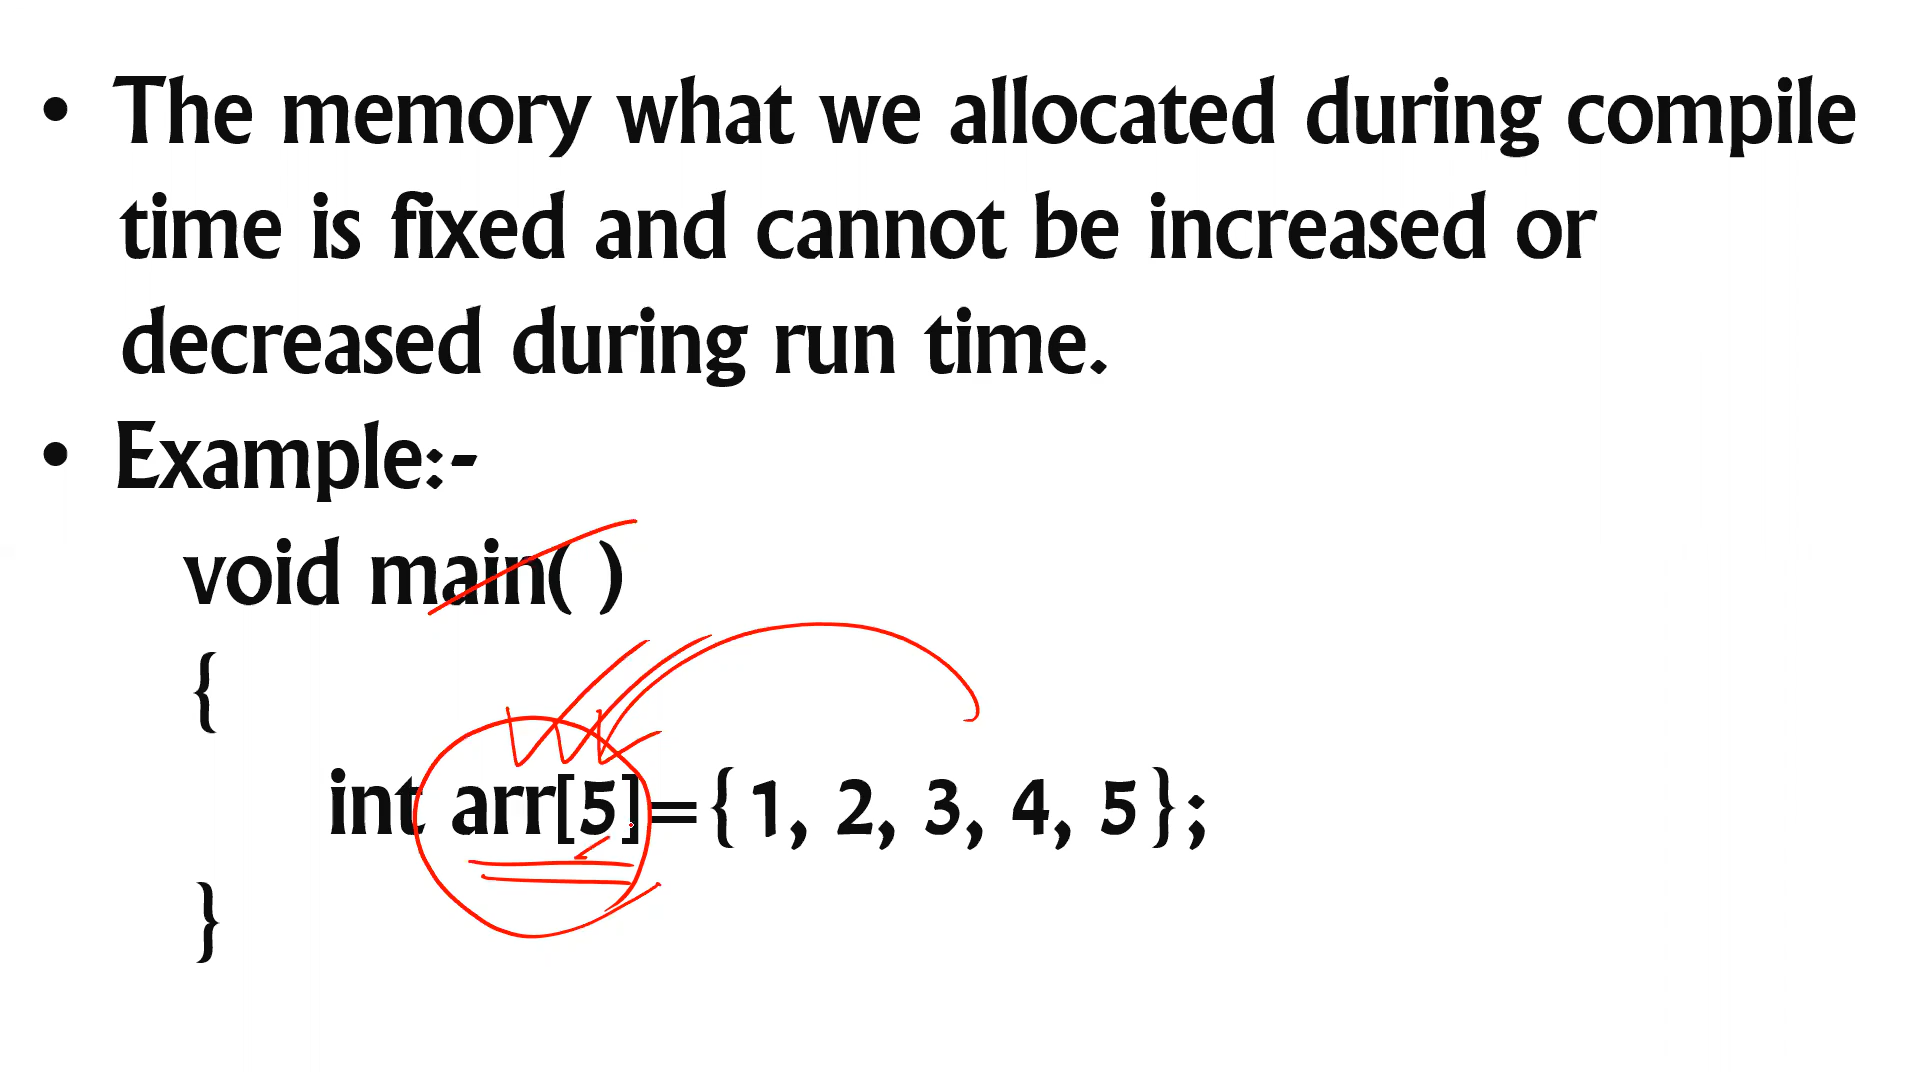 • The memory what we allocated during compile
time is fixed and cannot be increased or
decreased during run time.
• Example:-
void main( )
{
int arr[5]={1, 2, 3, 4, 5};
}